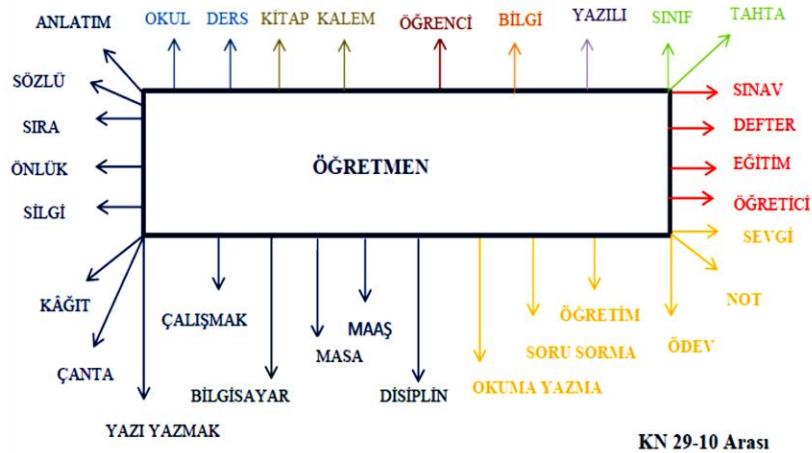 ANLATIM
OKUL
DERS
KİTAP
KALEM
ÖĞRENCİ
BİLGİ
YAZILI
SINIF
TAHTA
SÖZLÜ
SIRA
ÖNLÜK
SİLGİ
ÖĞRETMEN
SINAV
DEFTER
EĞİTİM
ÖĞRETİCİ
SEVGİ
NOT
ÖDEV
KÂĞIT
ÇANTA
YAZI YAZMAK
ÇALIŞMAK
BİLGİSAYAR
MASA
MAAŞ
DİSİPLİN
OKUMA YAZMA
SORU SORMA
ÖĞRETİM
KN 29-10 Arası